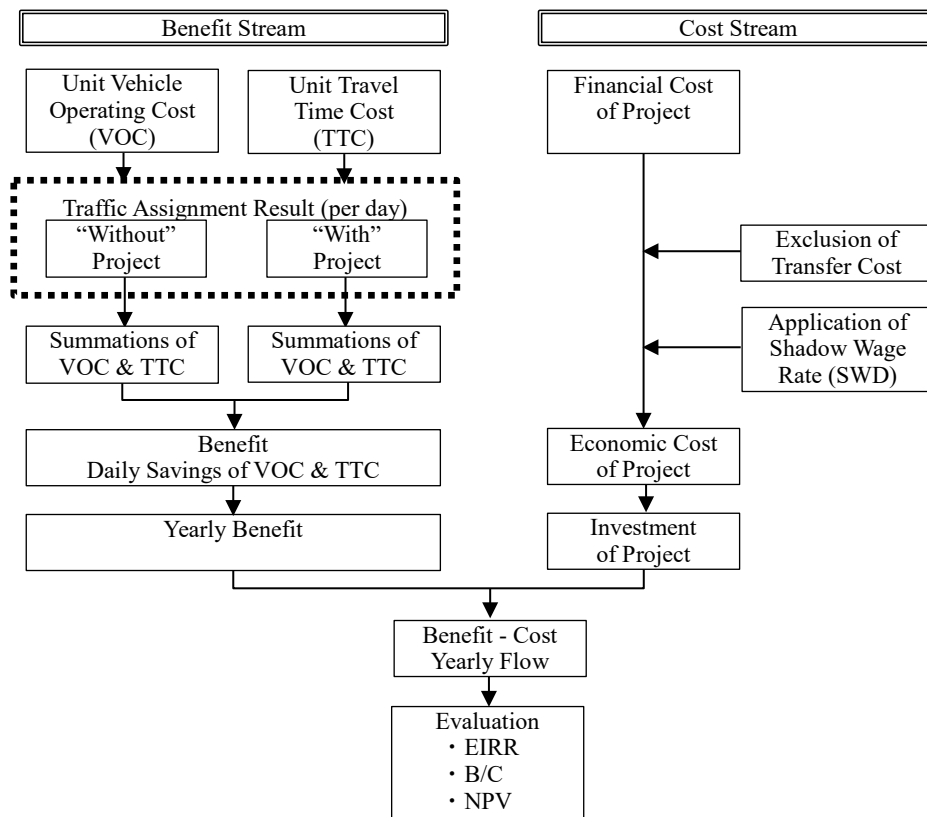 Benefit Stream
Cost Stream
Unit Vehicle
Operating Cost
(VOC)
Unit Travel
Time Cost
(TTC)
Financial Cost
of Project
Traffic Assignment Result (per day)
“Without”
Project
“With”
Project
Exclusion of
Transfer Cost
Summations of
VOC & TTC
Summations of
VOC & TTC
Application of
Shadow Wage
Rate (SWD)
Benefit
Daily Savings of VOC & TTC
Economic Cost
of Project
Yearly Benefit
Investment
of Project
Benefit - Cost
Yearly Flow
Evaluation
・EIRR
・B/C
・NPV